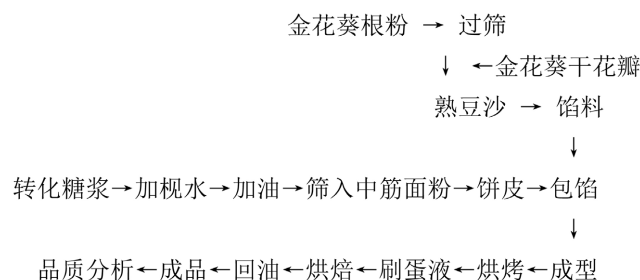 金花葵根粉 → 过筛
↓ ←金花葵干花瓣
熟豆沙 → 馅料
↓
转化糖浆→加枧水→加油→筛入中筋面粉→饼皮→包馅
↓
品质分析←成品←回油←烘焙←刷蛋液←烘烤←成型